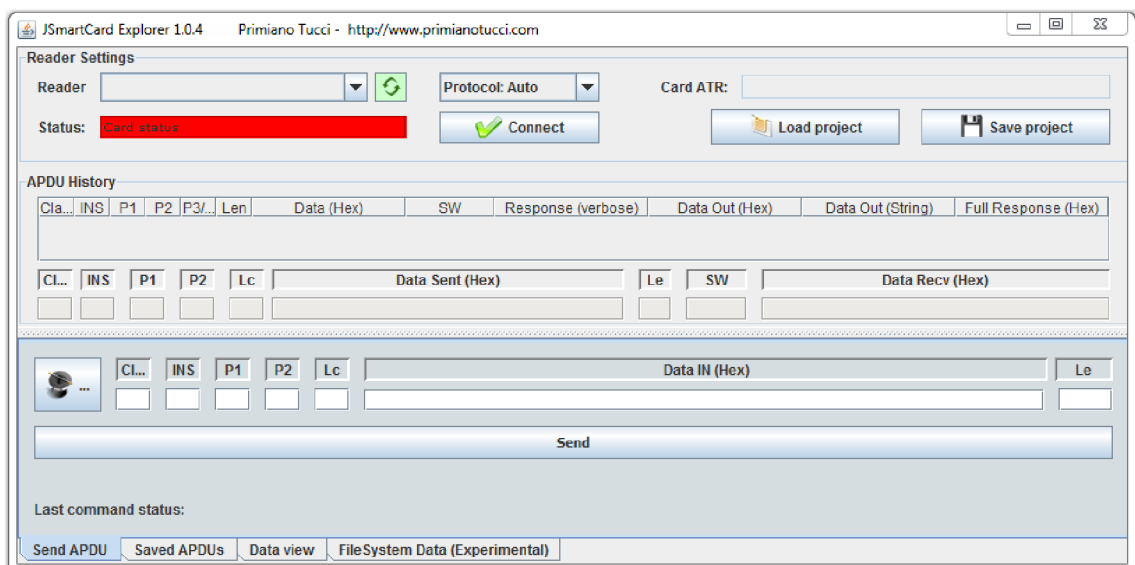 JSmartCard Explorer 1.0.4 Primiano Tucci - http://www.primianotucci.com
Reader Settings
Reader Protocol: Auto Card ATR:
Status: Card status Connect Load project Save project
APDU History
Cla... INS P1 P2 P3/... Len Data (Hex) SW Response (verbose) Data Out (Hex) Data Out (String) Full Response (Hex)
Cl... INS P1 P2 Lc Data Sent (Hex) Le SW Data Recv (Hex)
... Cl... INS P1 P2 Lc Data IN (Hex) Le
Send
Last command status:
Send APDU Saved APDUs Data view FileSystem Data (Experimental)